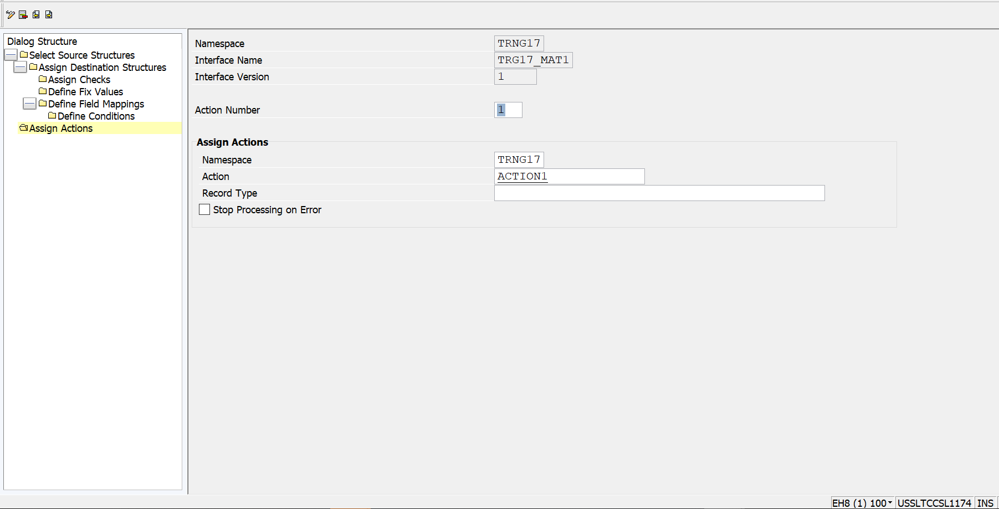 Dialog Structure
Select Source Structures
Assign Destination Structures
Assign Checks
Define Fix Values
Define Field Mappings
Define Conditions
Assign Actions
Namespace TRNG17
Interface Name TRG17_MAT1
Interface Version 1
Action Number 1
Assign Actions
Namespace TRNG17
Action ACTION1
Record Type
Stop Processing on Error
EH8 (1) 100 USSLTCCSL1174 INS